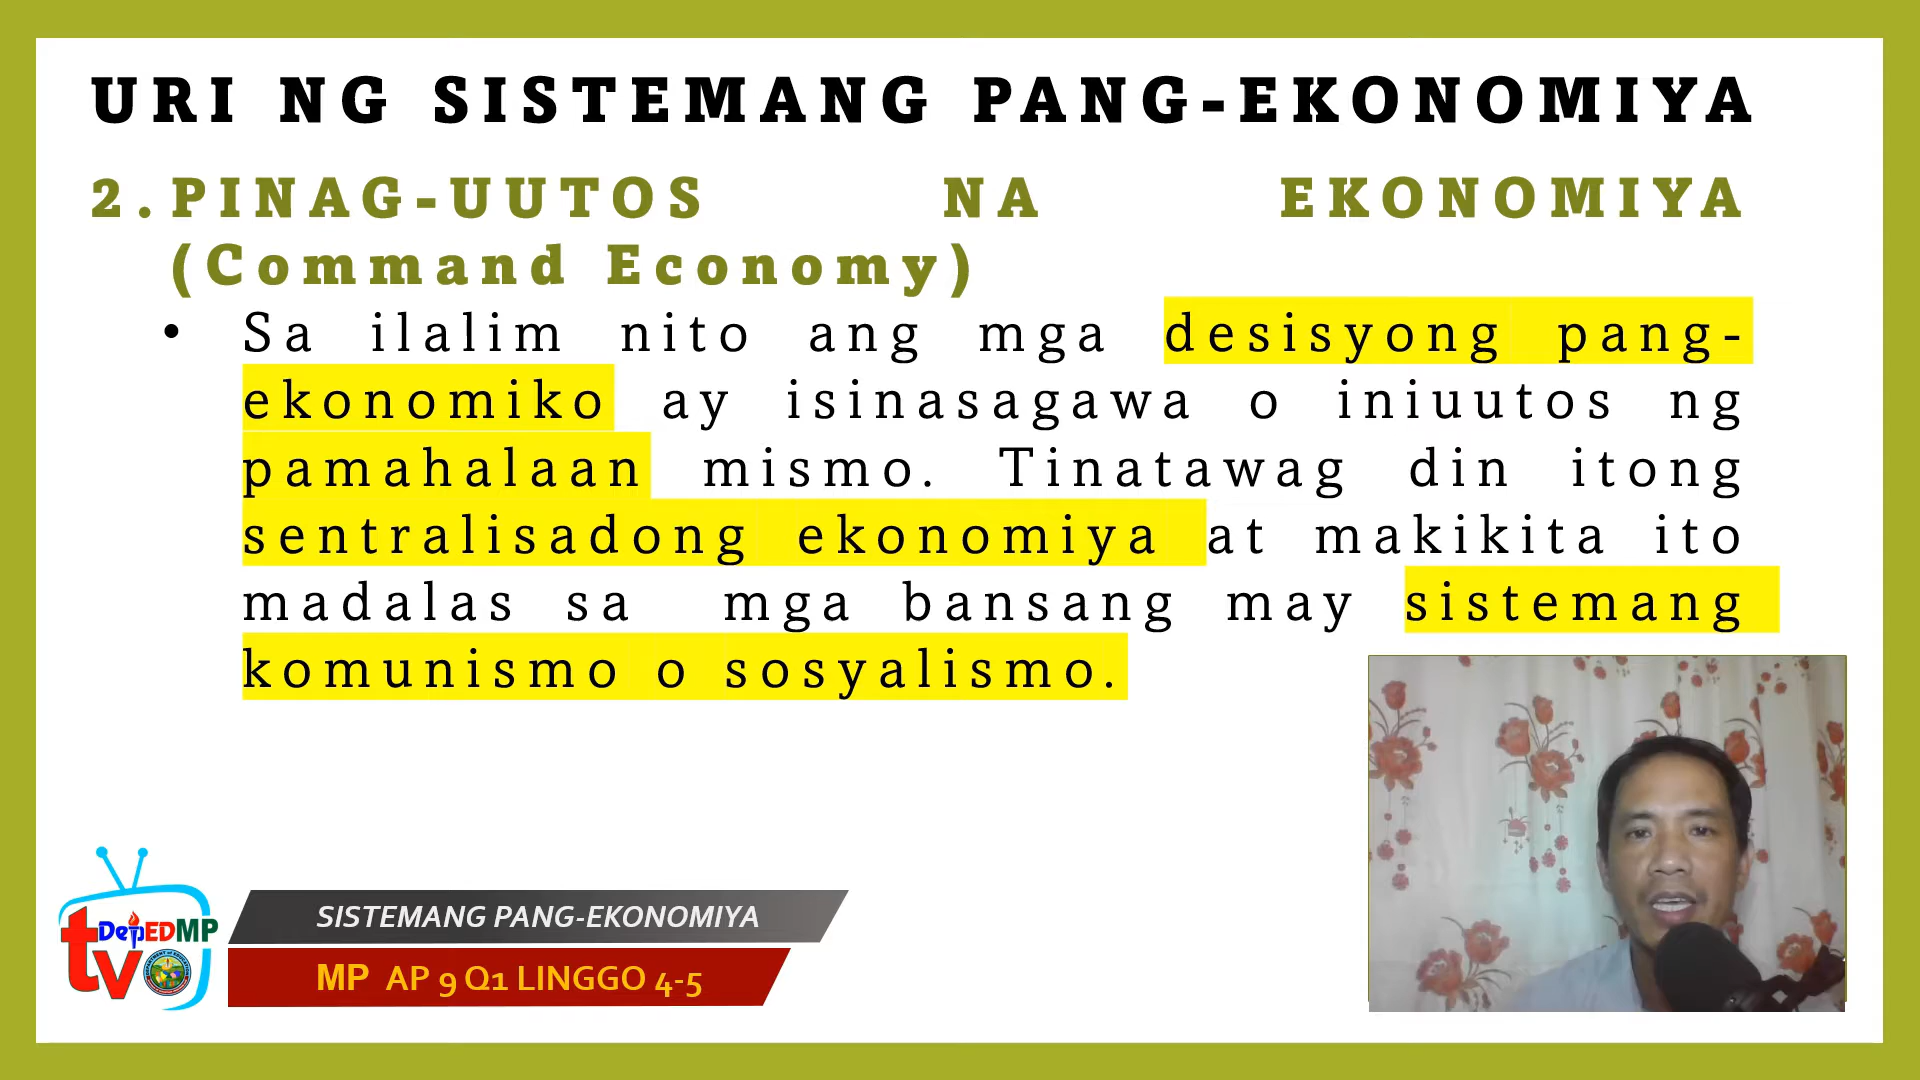 URI NG SISTEMANG PANG-EKONOMIYA
2. PINAG-UUTOS NA EKONOMIYA
(Command Economy)
• Sa ilalim nito ang mga desisyong pang-
ekonomiko ay isinasagawa o iniuutos ng
pamahalaan mismo. Tinatawag din itong
sentralisadong ekonomiya at makikita ito
madalas sa mga bansang may sistemang
komunismo o sosyalismo.
tv DepEDMP
SISTEMANG PANG-EKONOMIYA
MP AP 9 Q1 LINGGO 4-5